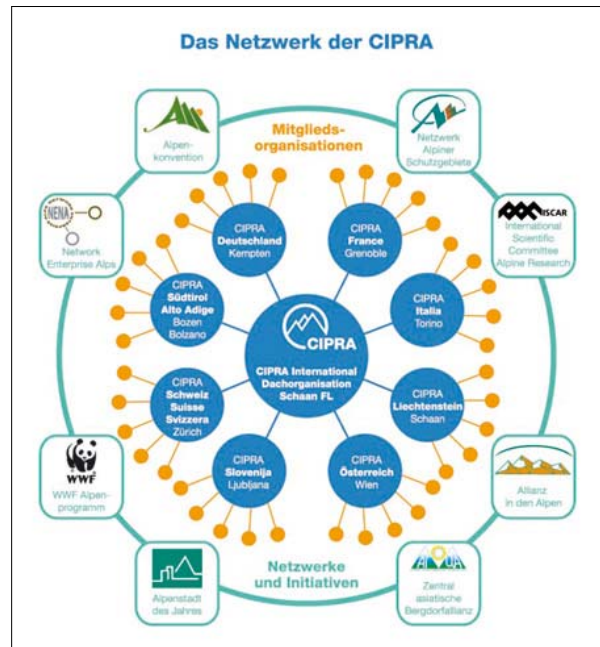 Das Netzwerk der CIPRA
Alpen-
konvention
Mitglieds-
organisationen
Netzwerk
Alpiner
Schutzgebiete
NENA
Network
Enterprise Alps
CIPRA
Deutschland
Kempten
CIPRA
France
Grenoble
ISCAR
International
Scientific
Committee
Alpine Research
CIPRA
Südtirol
Alto Adige
Bozen
Bolzano
CIPRA
Italia
Torino
CIPRA
CIPRA International
Dachorganisation
Schaan FL
CIPRA
Schweiz
Suisse
Svizzera
Zürich
CIPRA
Liechtenstein
Schaan
CIPRA
Slovenija
Ljubljana
CIPRA
Österreich
Wien
WWF
WWF Alpen-
programm
Allianz
in den Alpen
Netzwerke
und Initiativen
Alpenstadt
des Jahres
Zentral
asiatische
Bergdorfallianz